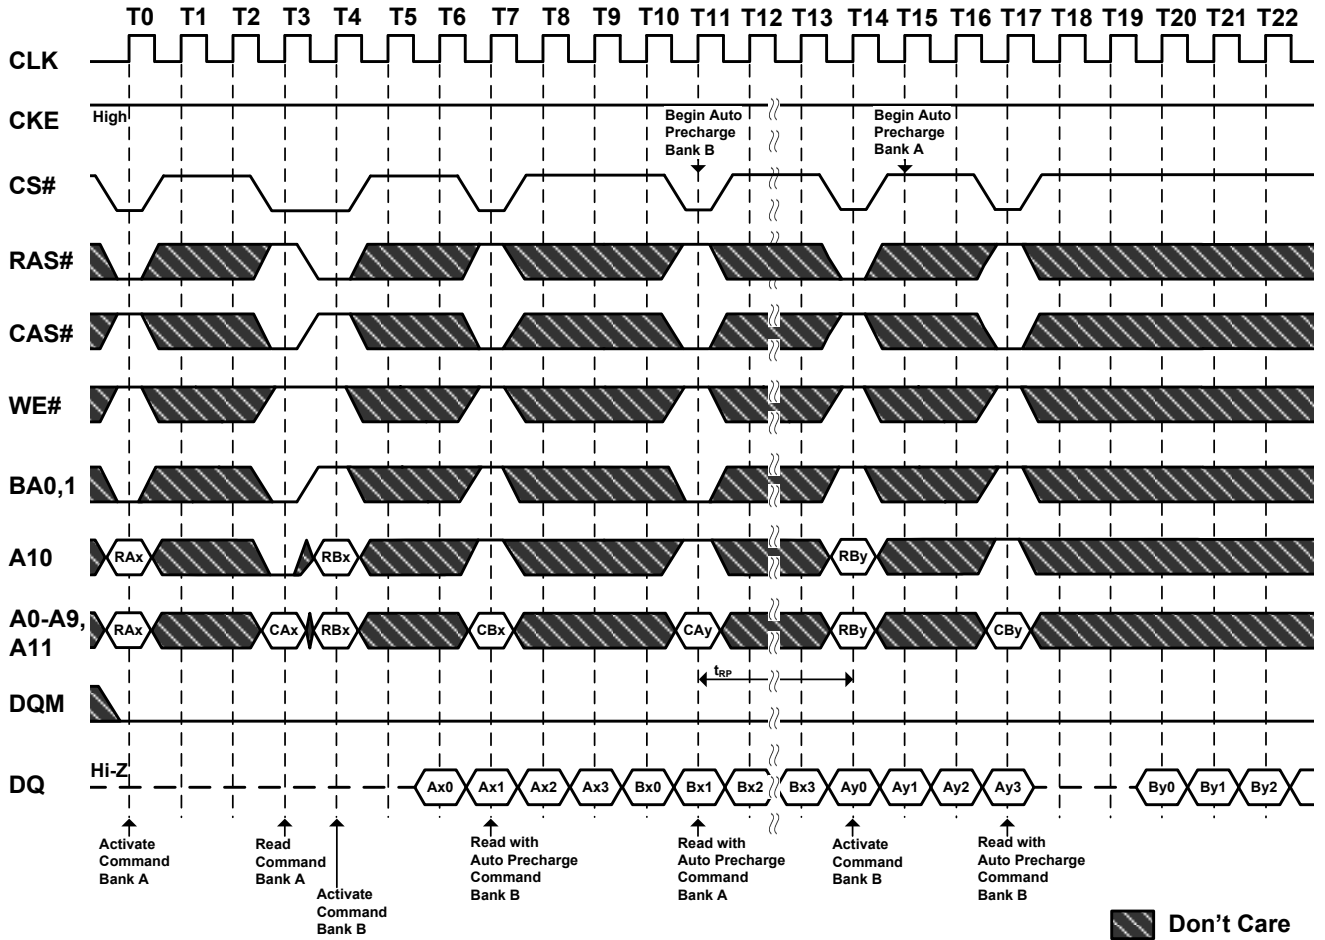 T0 T1 T2 T3 T4 T5 T6 T7 T8 T9 T10 T11 T12 T13 T14 T15 T16 T17 T18 T19 T20 T21 T22
CLK
CKE
High
Begin Auto
Precharge
Bank B
Begin Auto
Precharge
Bank A
CS#
RAS#
CAS#
WE#
BA0,1
A10
RAx RBx RBy
A0-A9,
A11
RAx CAx RBx CBx CAy RBy CBy
tRP
DQM
DQ
Hi-Z
Ax0 Ax1 Ax2 Ax3 Bx0 Bx1 Bx2 Bx3 Ay0 Ay1 Ay2 Ay3 By0 By1 By2
Activate
Command
Bank A
Read
Command
Bank A
Activate
Command
Bank B
Read with
Auto Precharge
Command
Bank B
Read with
Auto Precharge
Command
Bank A
Activate
Command
Bank B
Read with
Auto Precharge
Command
Bank B
Don't Care